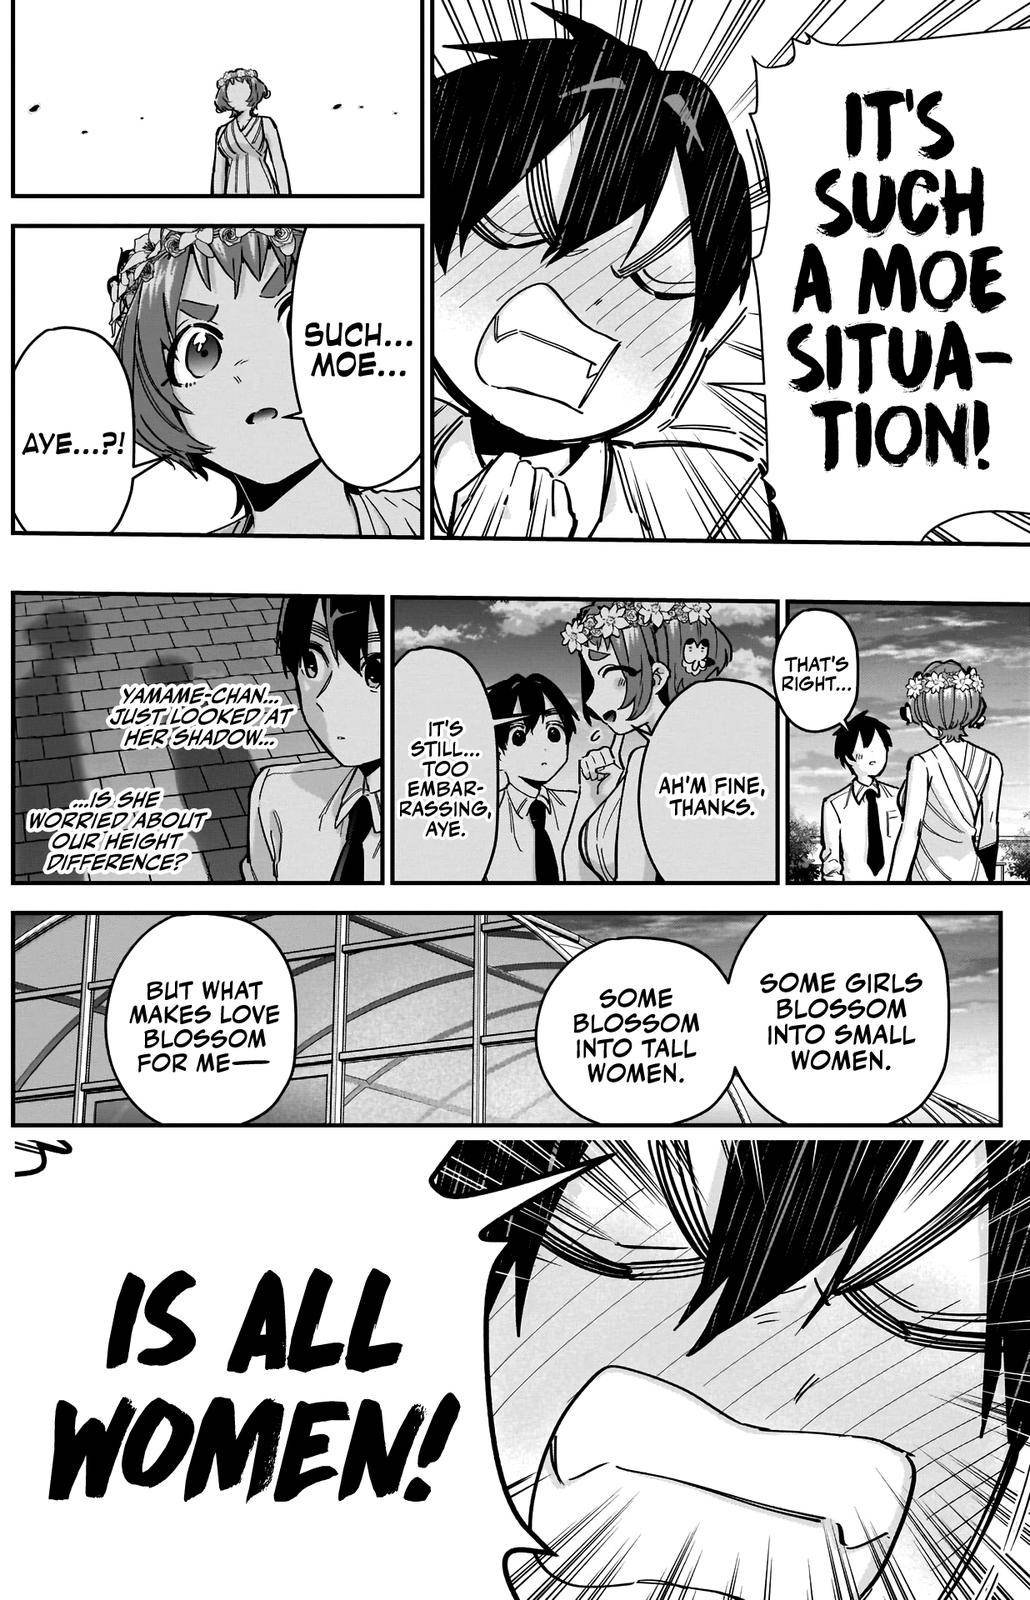 IT'S
SUCH
A MOE
SITUA-
TION!
SUCH...
MOE...
AYE...?!
THAT'S
RIGHT...
AH'M FINE,
THANKS.
IT'S
STILL...
TOO
EMBAR-
RASSING,
AYE.
YAMAME-CHAN...
JUST LOOKED AT
HER SHADOW...
...IS SHE
WORRIED ABOUT
OUR HEIGHT
DIFFERENCE?
SOME GIRLS
BLOSSOM
INTO SMALL
WOMEN.
SOME
BLOSSOM
INTO TALL
WOMEN.
BUT WHAT
MAKES LOVE
BLOSSOM
FOR ME—
IS ALL
WOMEN!